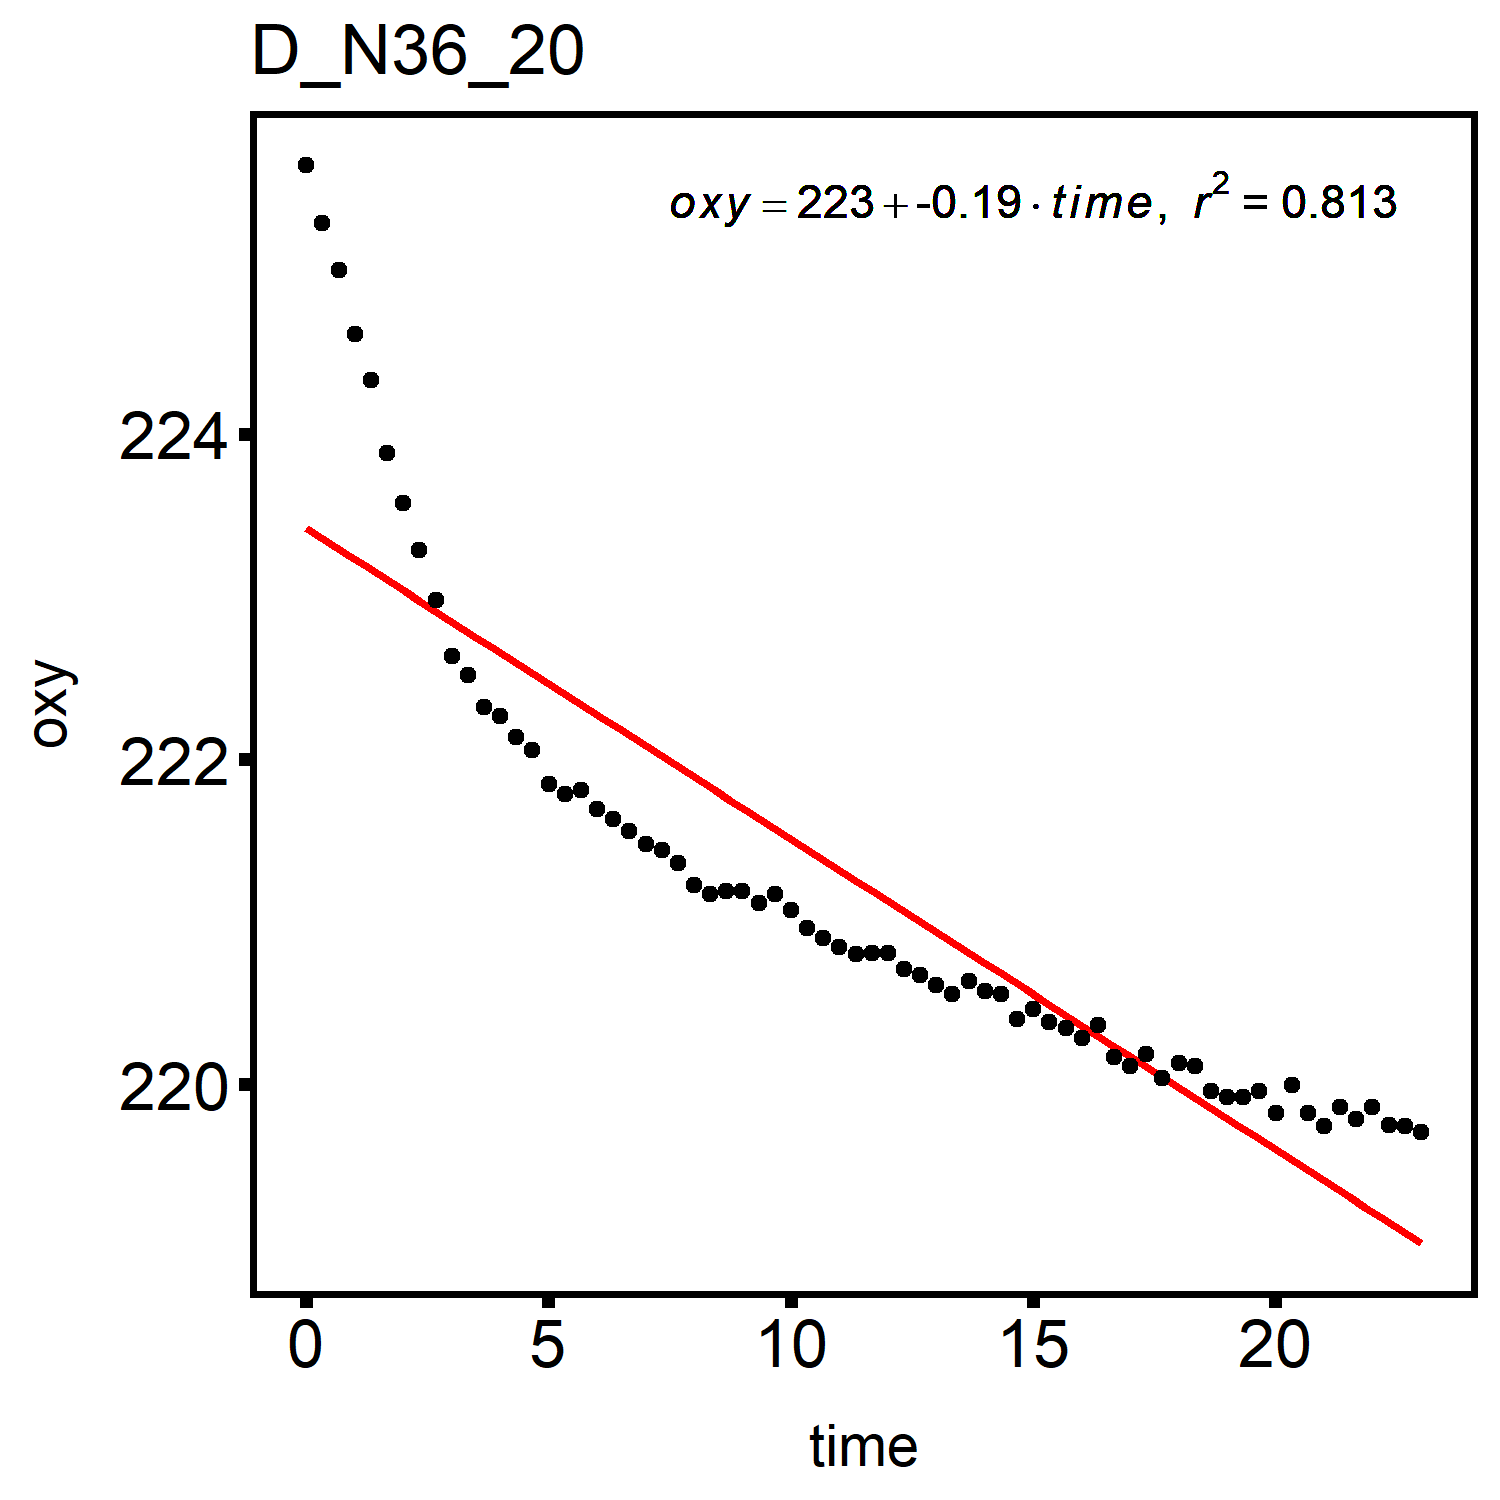 D_N36_20
oxy = 223 + -0.19 · time, r² = 0.813
224
222
220
oxy
0 5 10 15 20
time